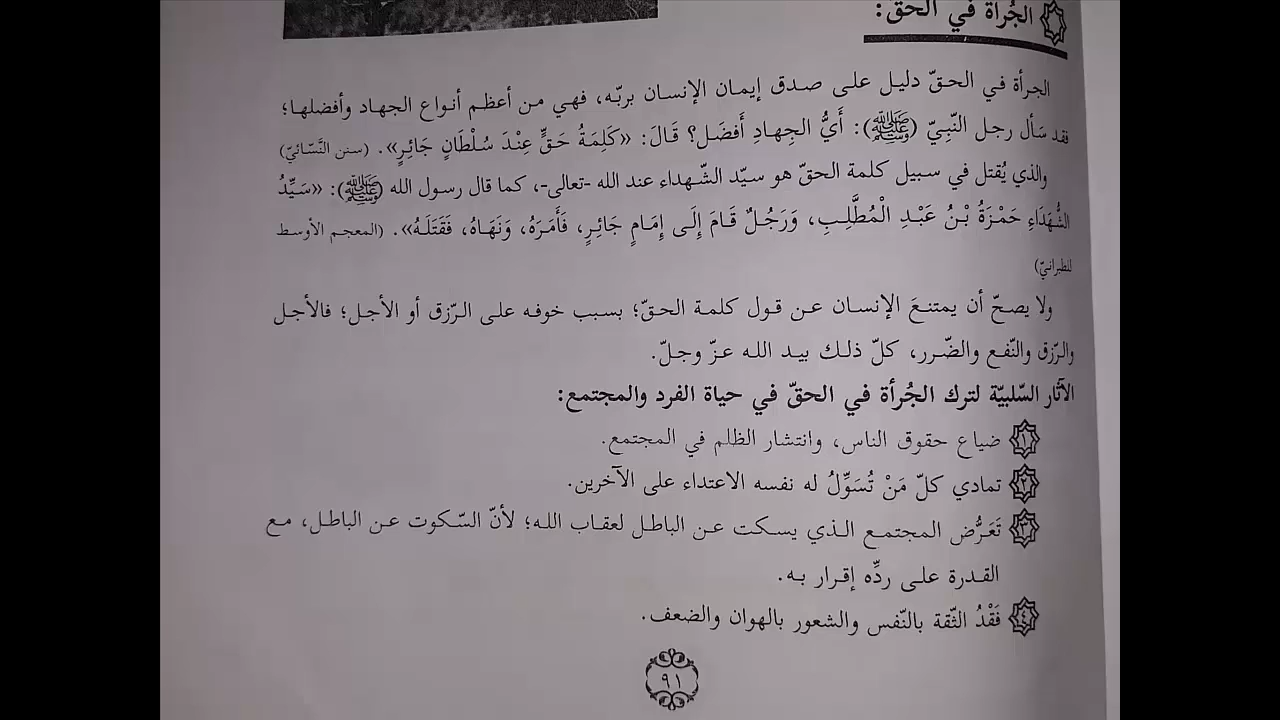 الجُرأة في الحقّ:
الجرأة في الحقّ دليل على صدق إيمان الإنسان بربّه، فهي من أعظم أنواع الجهاد وأفضلها؛
فقد سَأل رجل النّبيّ (ﷺ): أَيُّ الجِهادِ أَفضَل؟ قَالَ: «كَلِمَةُ حَقٍّ عِنْدَ سُلْطَانٍ جَائِرٍ». (سنن النَّسَائيّ)
والذي يُقتل في سبيل كلمة الحقّ هو سيّد الشّهداء عند الله -تعالى-، كما قال رسول الله (ﷺ): «سَيِّدُ
الشُّهَدَاءِ حَمْزَةُ بْنُ عَبْدِ الْمُطَّلِبِ، وَرَجُلٌ قَامَ إِلَى إِمَامٍ جَائِرٍ، فَأَمَرَهُ، وَنَهَاهُ، فَقَتَلَهُ». (المعجم الأوسط
للطبرانيّ)
ولا يصحّ أن يمتنعَ الإنسان عن قول كلمة الحقّ؛ بسبب خوفه على الرّزق أو الأجل؛ فالأجل
والرّزق والنّفع والضّرر، كلّ ذلك بيد الله عزّ وجلّ.
الآثار السّلبيّة لترك الجُرأة في الحقّ في حياة الفرد والمجتمع:
١ ضياع حقوق الناس، وانتشار الظلم في المجتمع.
٢ تمادي كلّ مَنْ تُسَوِّلُ له نفسه الاعتداء على الآخرين.
٣ تَعَرُّض المجتمع الذي يسكت عن الباطل لعقاب الله؛ لأنّ السّكوت عن الباطل، مع
القدرة على ردِّه إقرار به.
٤ فَقْدُ الثّقة بالنّفس والشعور بالهوان والضعف.
٩١